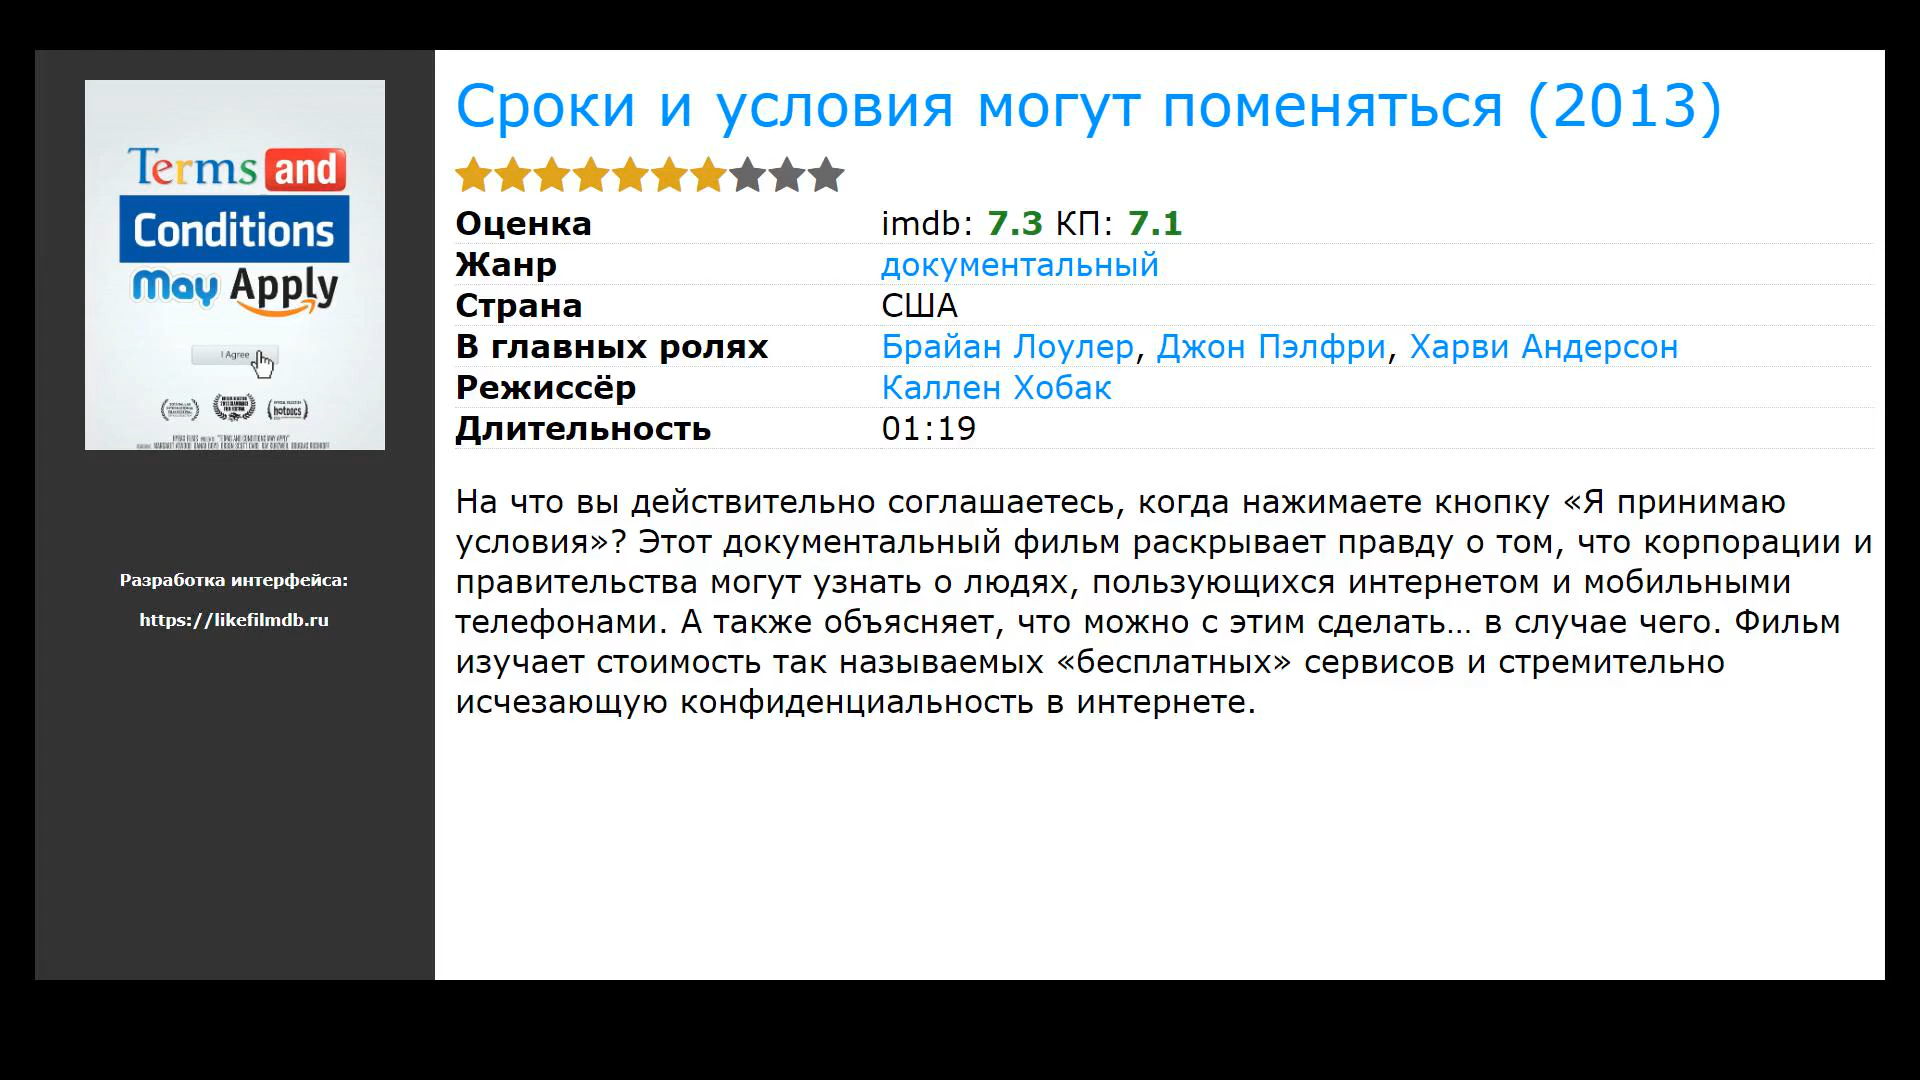 Terms and
Conditions
May Apply
I Agree
hotDOCS
Разработка интерфейса:
https://likefilmdb.ru
Сроки и условия могут поменяться (2013)
Оценка imdb: 7.3 КП: 7.1
Жанр документальный
Страна США
В главных ролях Брайан Лоулер, Джон Пэлфри, Харви Андерсон
Режиссёр Каллен Хобак
Длительность 01:19
На что вы действительно соглашаетесь, когда нажимаете кнопку «Я принимаю
условия»? Этот документальный фильм раскрывает правду о том, что корпорации и
правительства могут узнать о людях, пользующихся интернетом и мобильными
телефонами. А также объясняет, что можно с этим сделать… в случае чего. Фильм
изучает стоимость так называемых «бесплатных» сервисов и стремительно
исчезающую конфиденциальность в интернете.